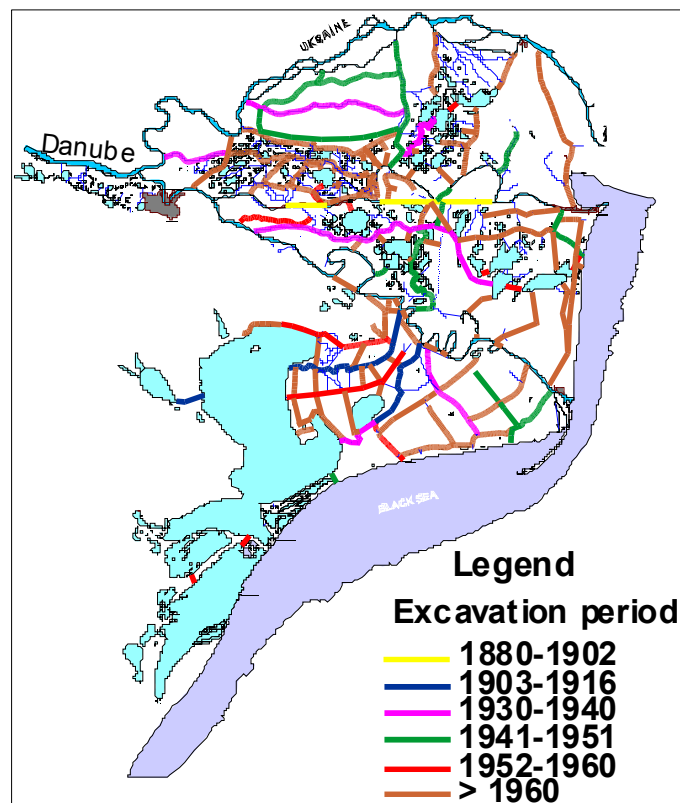 UKRAINE
Danube
BLACK SEA
Legend
Excavation period
1880-1902
1903-1916
1930-1940
1941-1951
1952-1960
> 1960